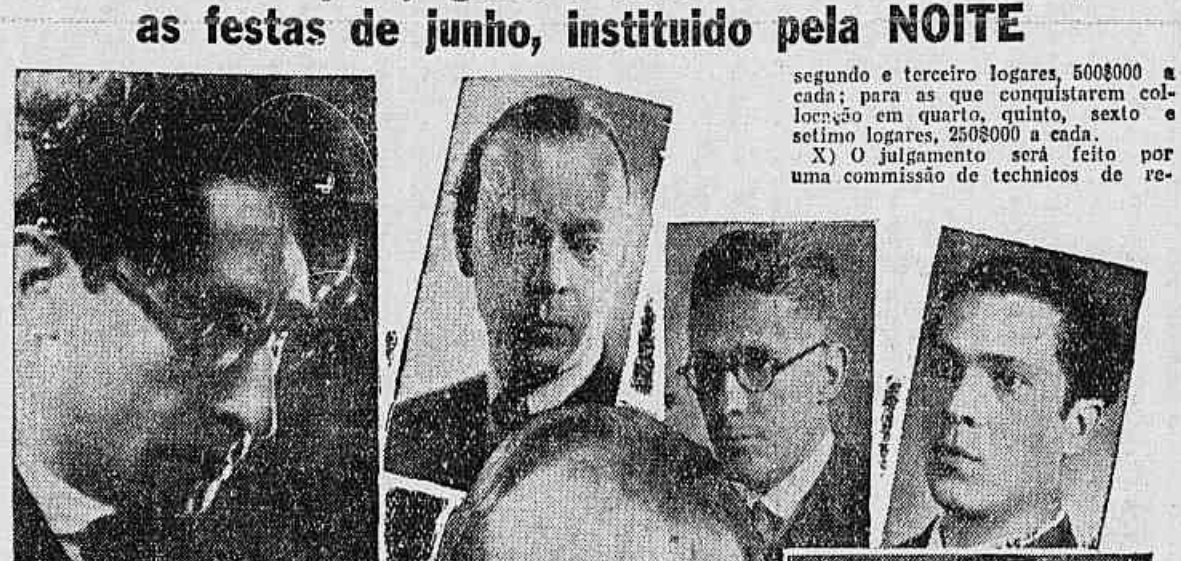 as festas de junho, instituido pela NOITE
segundo e terceiro logares, 500$000 a
cada; para as que conquistarem col-
locação em quarto, quinto, sexto e
setimo logares, 250$000 a cada.
X) O julgamento será feito por
uma commissão de technicos de re-